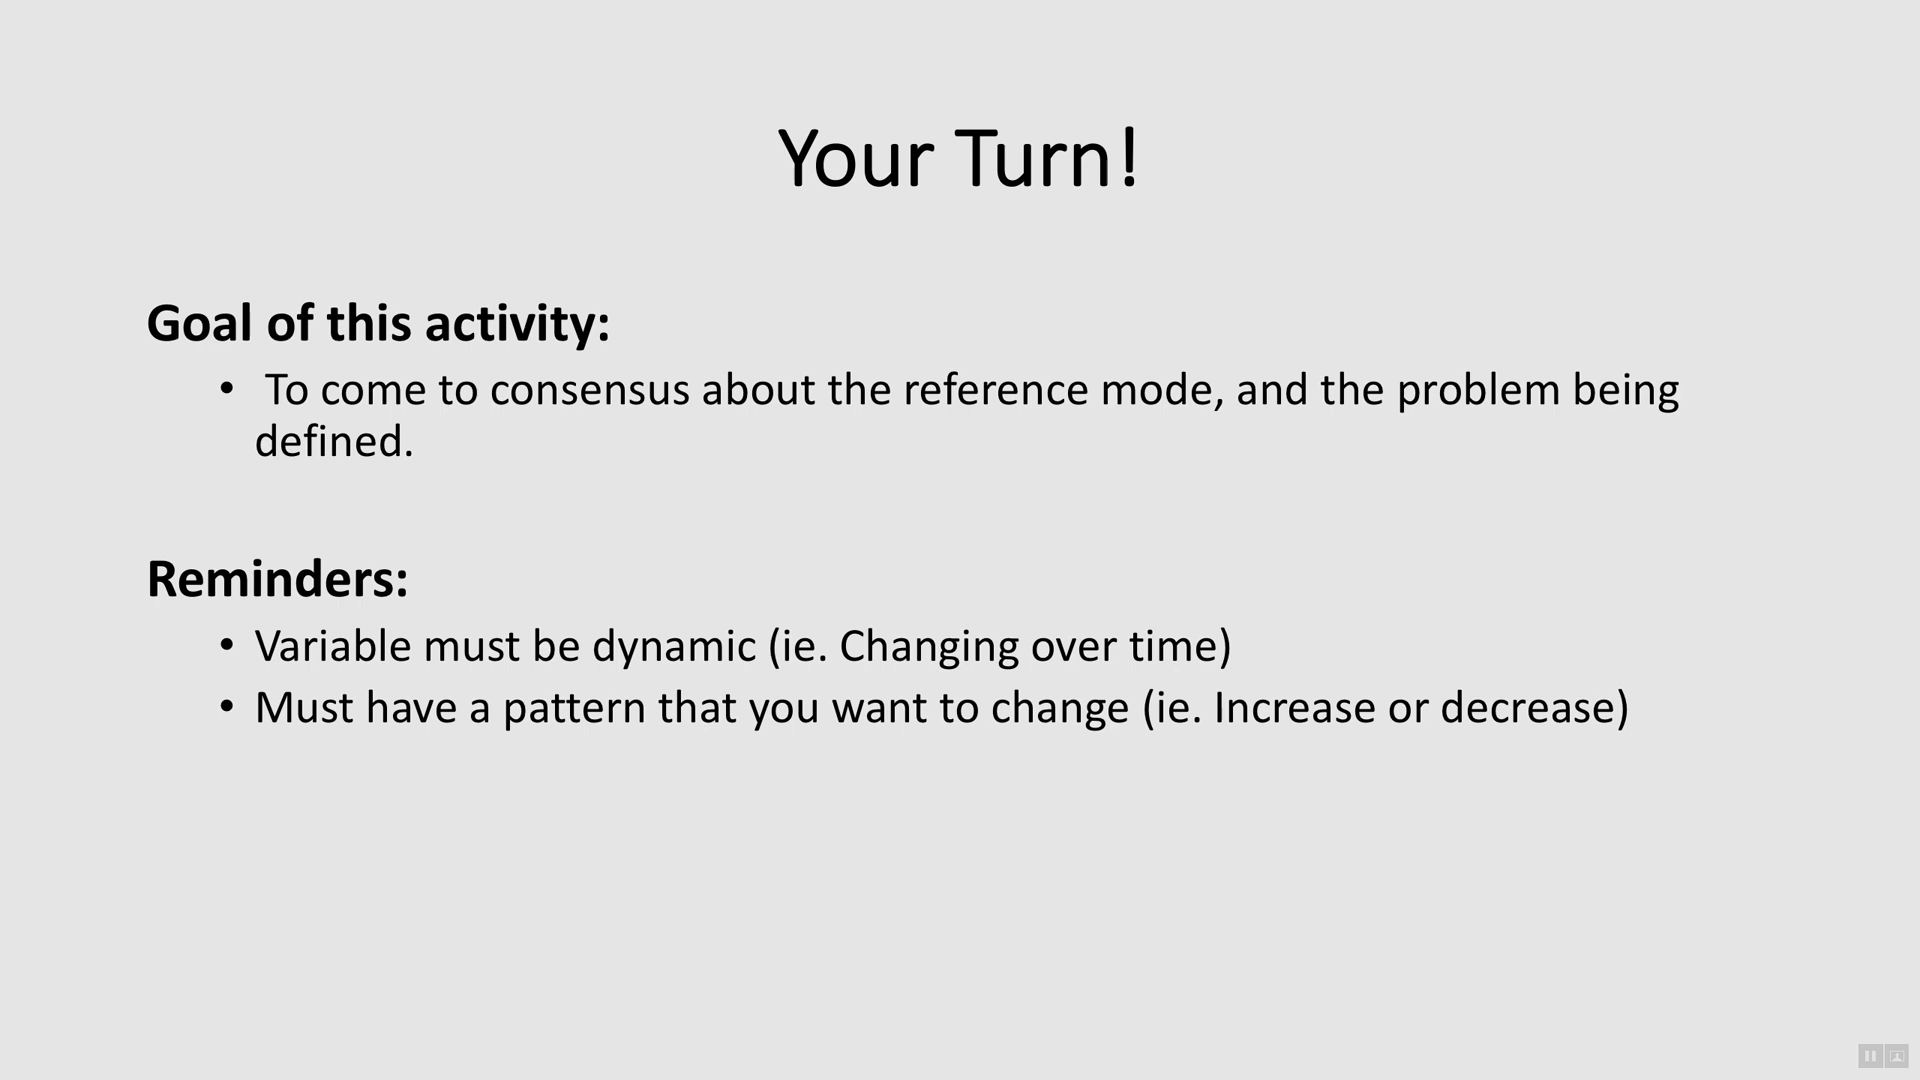 Your Turn!
Goal of this activity:
• To come to consensus about the reference mode, and the problem being
defined.
Reminders:
• Variable must be dynamic (ie. Changing over time)
• Must have a pattern that you want to change (ie. Increase or decrease)